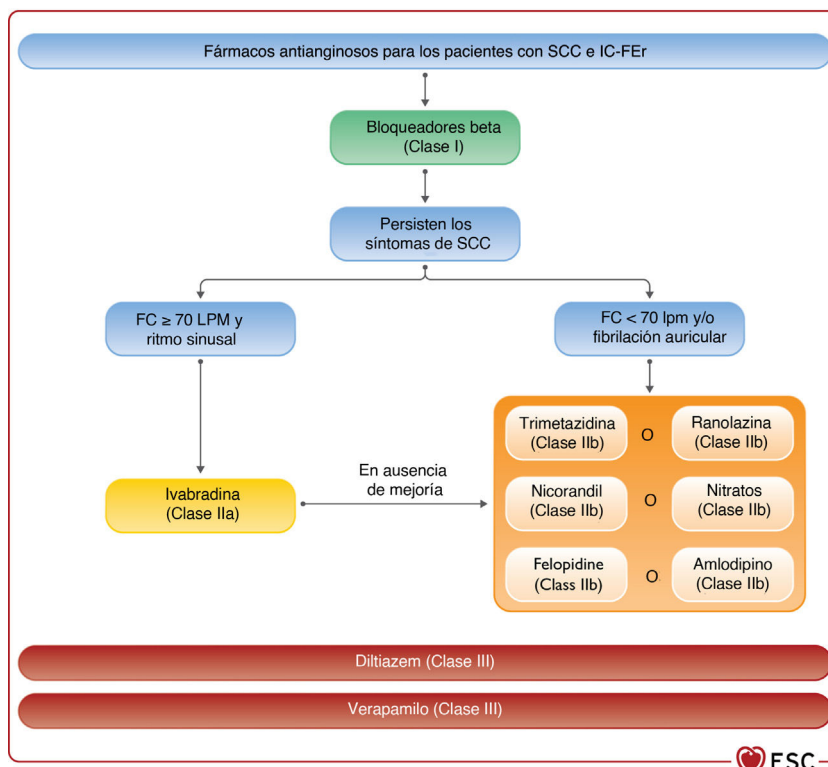 Fármacos antianginosos para los pacientes con SCC e IC-FEr
Bloqueadores beta
(Clase I)
Persisten los
síntomas de SCC
FC ≥ 70 LPM y
ritmo sinusal
FC < 70 lpm y/o
fibrilación auricular
Trimetazidina
(Clase IIb)
O
Ranolazina
(Clase IIb)
Ivabradina
(Clase IIa)
En ausencia
de mejoría
Nicorandil
(Clase IIb)
O
Nitratos
(Clase IIb)
Felopidine
(Class IIb)
O
Amlodipino
(Clase IIb)
Diltiazem (Clase III)
Verapamilo (Clase III)
ESC